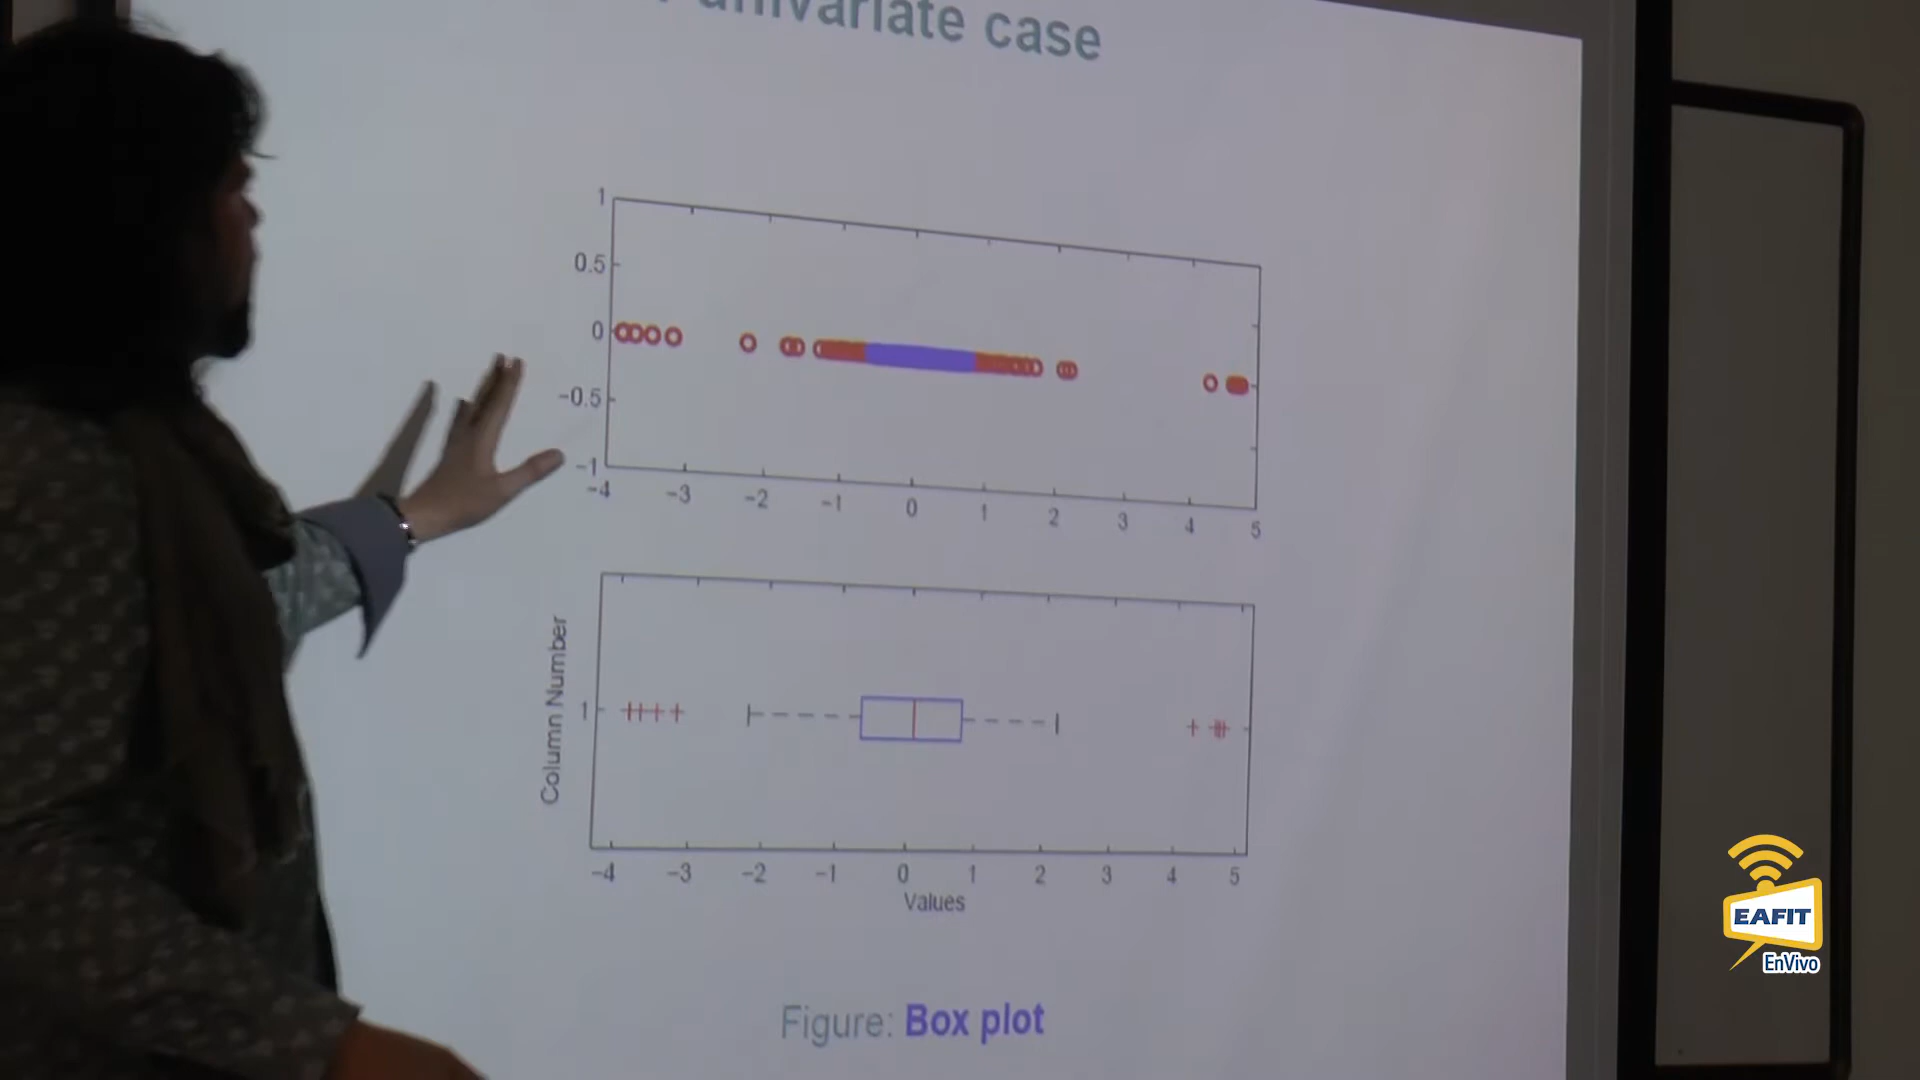 univariate case
1
0.5
0
−0.5
−1
−4 −3 −2 −1 0 1 2 3 4 5
Column Number
1
−4 −3 −2 −1 0 1 2 3 4 5
Values
Figure: Box plot
EAFIT
EnVivo